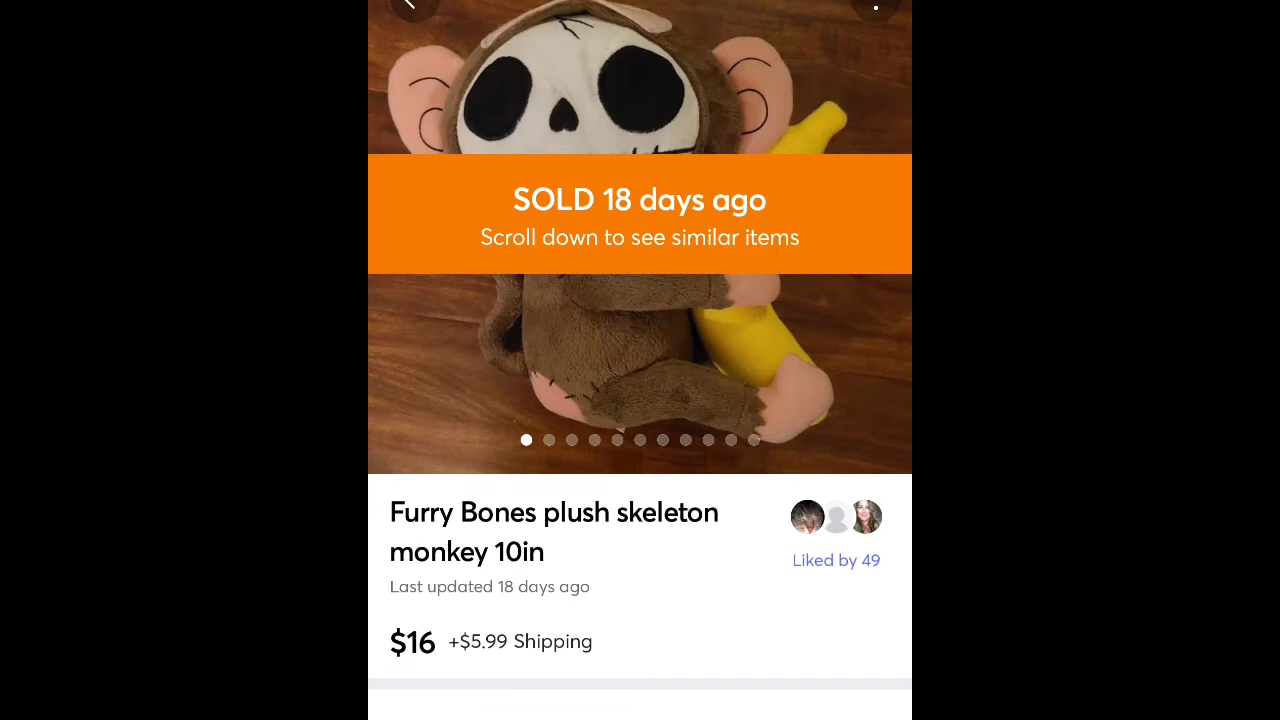 SOLD 18 days ago
Scroll down to see similar items
Furry Bones plush skeleton
monkey 10in
Liked by 49
Last updated 18 days ago
$16 +$5.99 Shipping